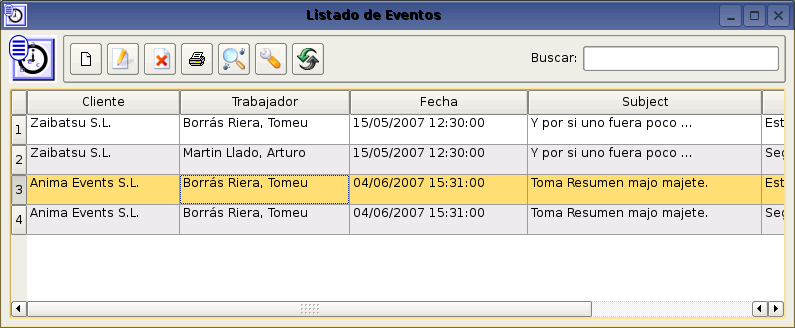 Listado de Eventos
Buscar:
Cliente Trabajador Fecha Subject
1 Zaibatsu S.L. Borrás Riera, Tomeu 15/05/2007 12:30:00 Y por si uno fuera poco ... Est
2 Zaibatsu S.L. Martin Llado, Arturo 15/05/2007 12:30:00 Y por si uno fuera poco ... Seg
3 Anima Events S.L. Borrás Riera, Tomeu 04/06/2007 15:31:00 Toma Resumen majo majete. Est
4 Anima Events S.L. Borrás Riera, Tomeu 04/06/2007 15:31:00 Toma Resumen majo majete. Seg